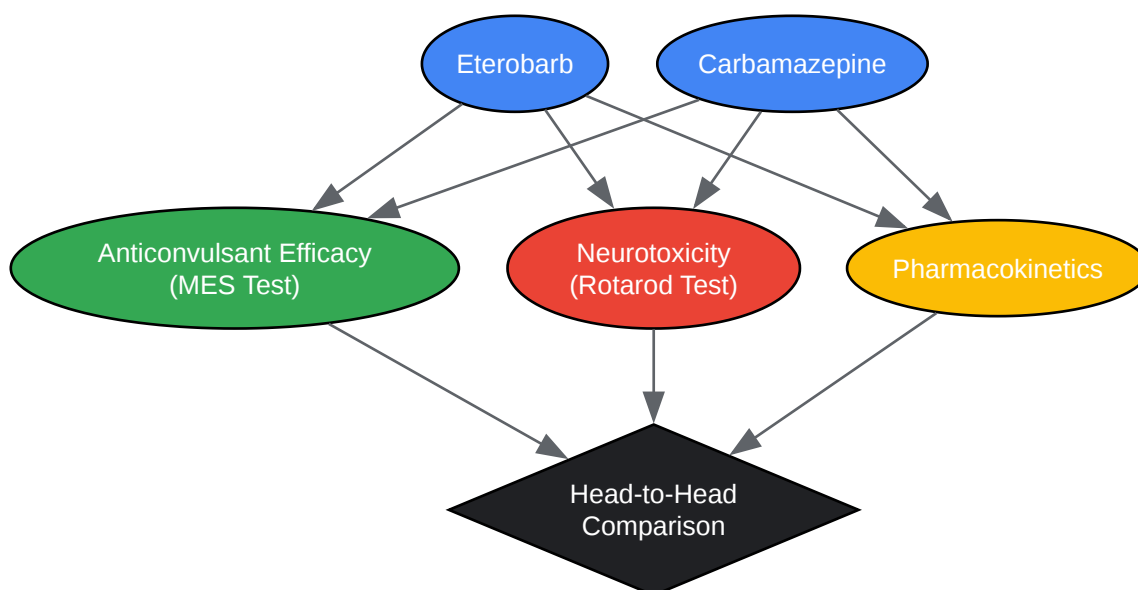 Eterobarb
Carbamazepine
Anticonvulsant Efficacy
(MES Test)
Neurotoxicity
(Rotarod Test)
Pharmacokinetics
Head-to-Head
Comparison